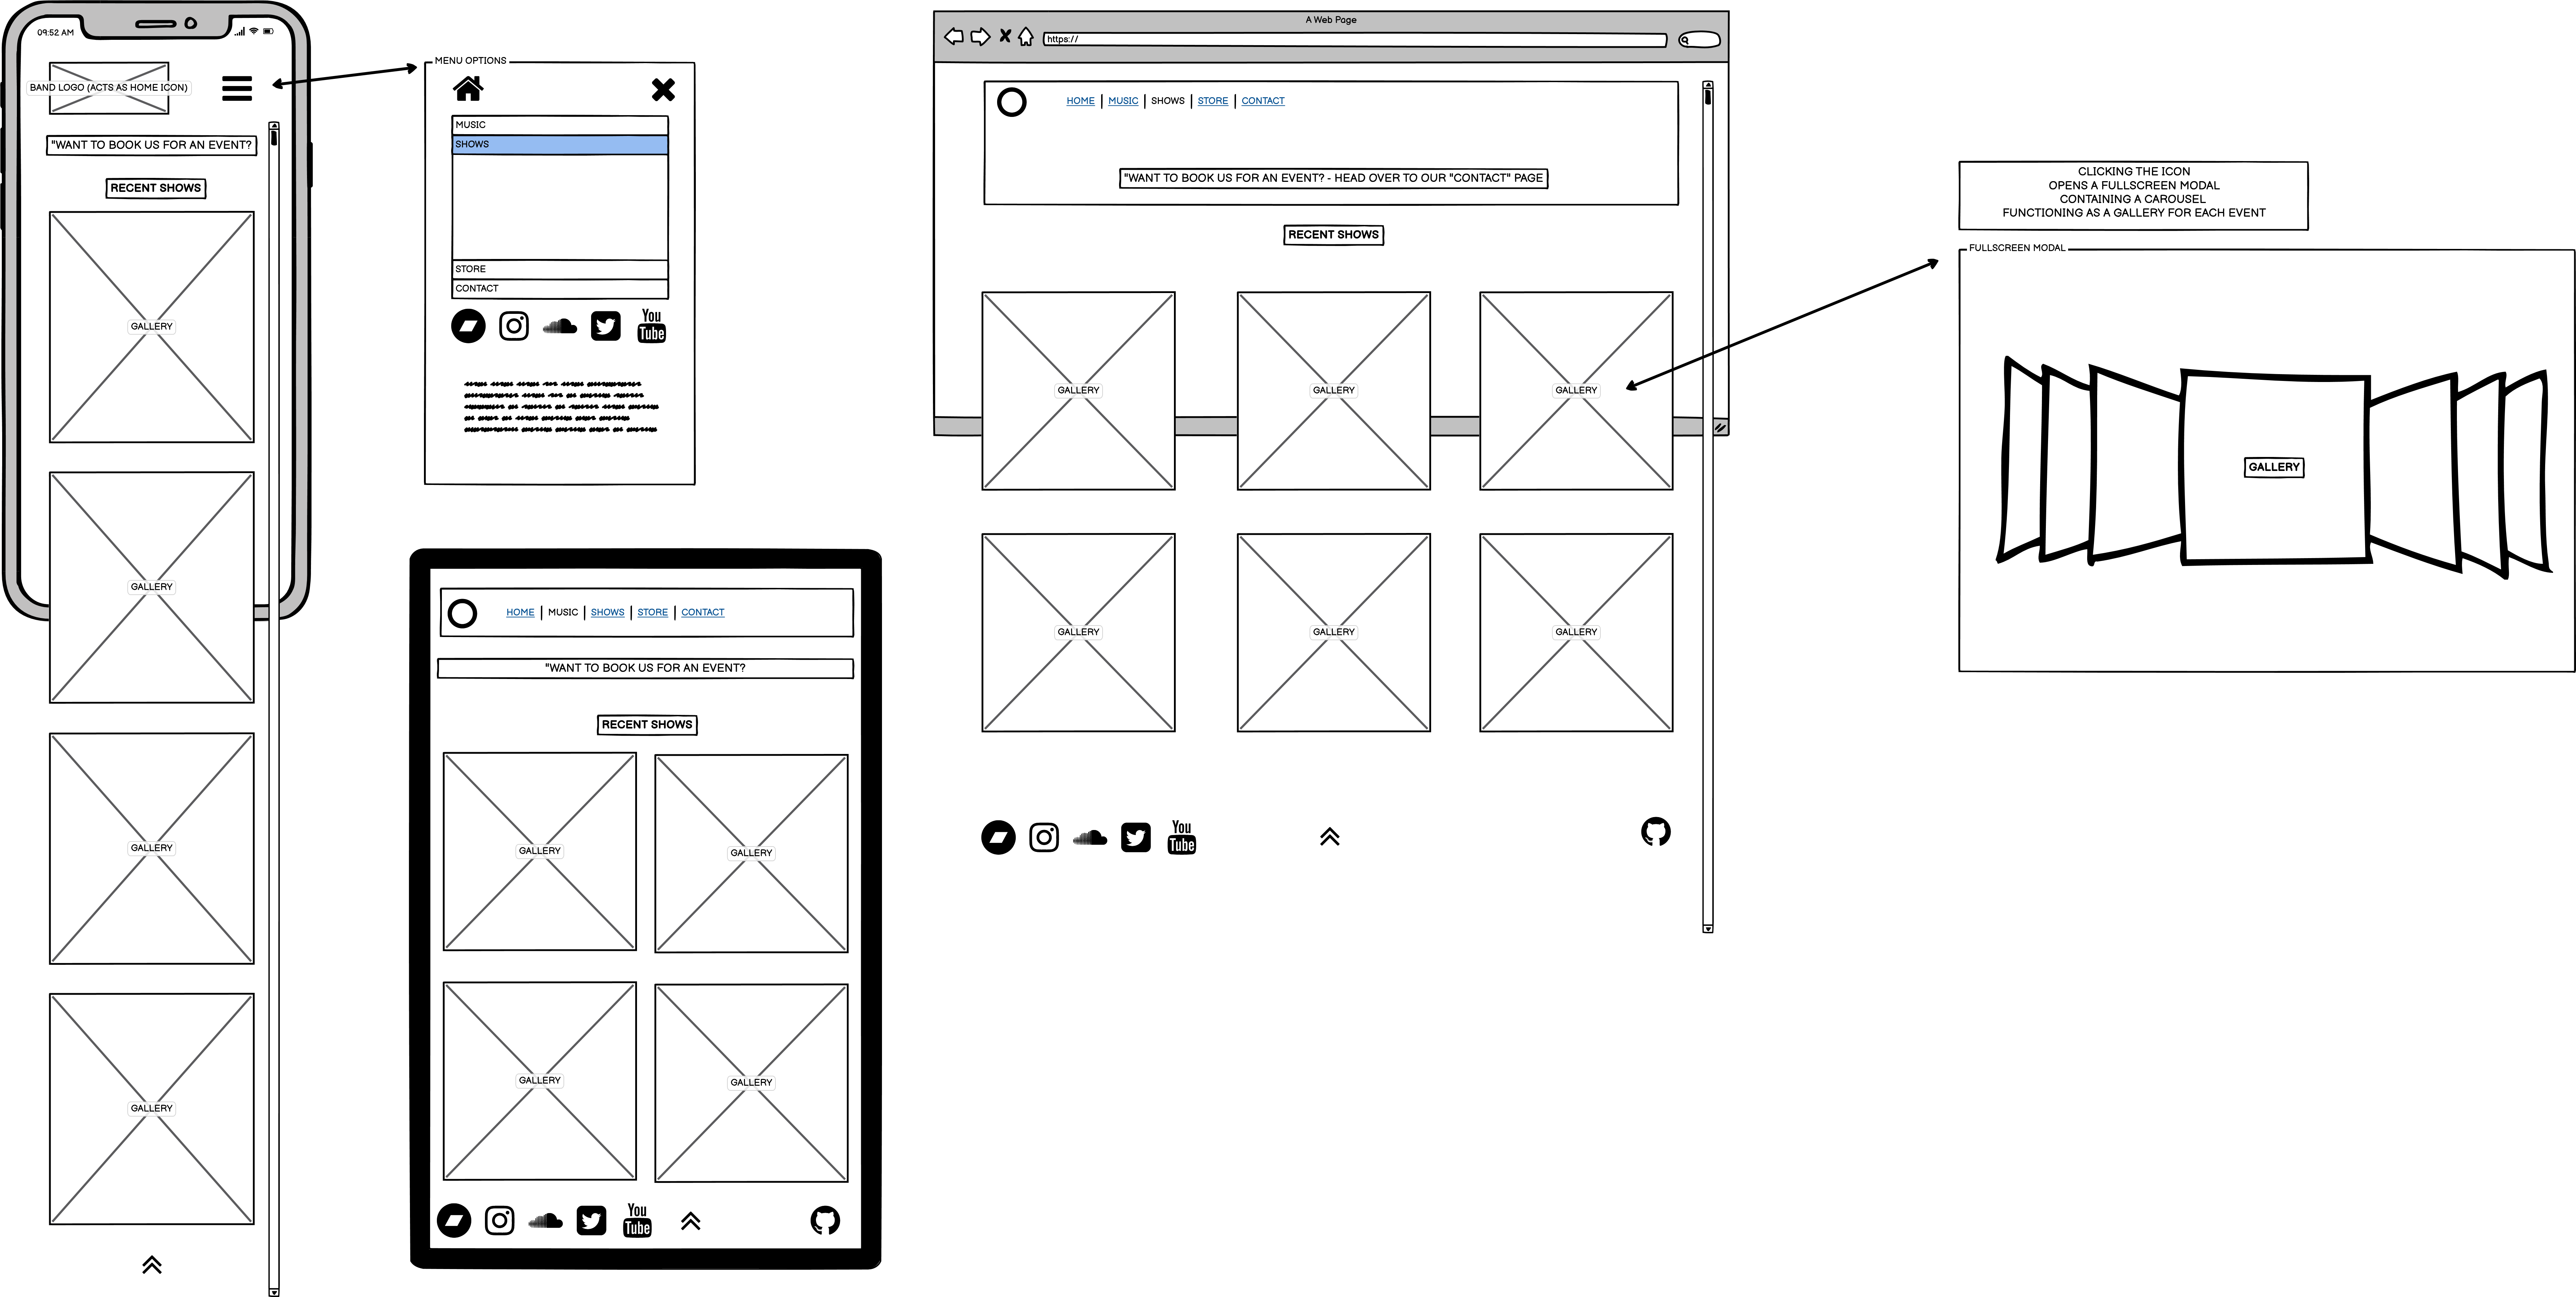 09:52 AM
BAND LOGO (ACTS AS HOME ICON)
"WANT TO BOOK US FOR AN EVENT?
RECENT SHOWS
GALLERY
GALLERY
GALLERY
GALLERY
MENU OPTIONS
MUSIC
SHOWS
STORE
CONTACT
You
Tube
HOME | MUSIC | SHOWS | STORE | CONTACT
"WANT TO BOOK US FOR AN EVENT?
RECENT SHOWS
GALLERY GALLERY
GALLERY GALLERY
You
Tube
A Web Page
https://
HOME | MUSIC | SHOWS | STORE | CONTACT
"WANT TO BOOK US FOR AN EVENT? - HEAD OVER TO OUR "CONTACT" PAGE
RECENT SHOWS
GALLERY GALLERY GALLERY
GALLERY GALLERY GALLERY
You
Tube
CLICKING THE ICON
OPENS A FULLSCREEN MODAL
CONTAINING A CAROUSEL
FUNCTIONING AS A GALLERY FOR EACH EVENT
FULLSCREEN MODAL
GALLERY